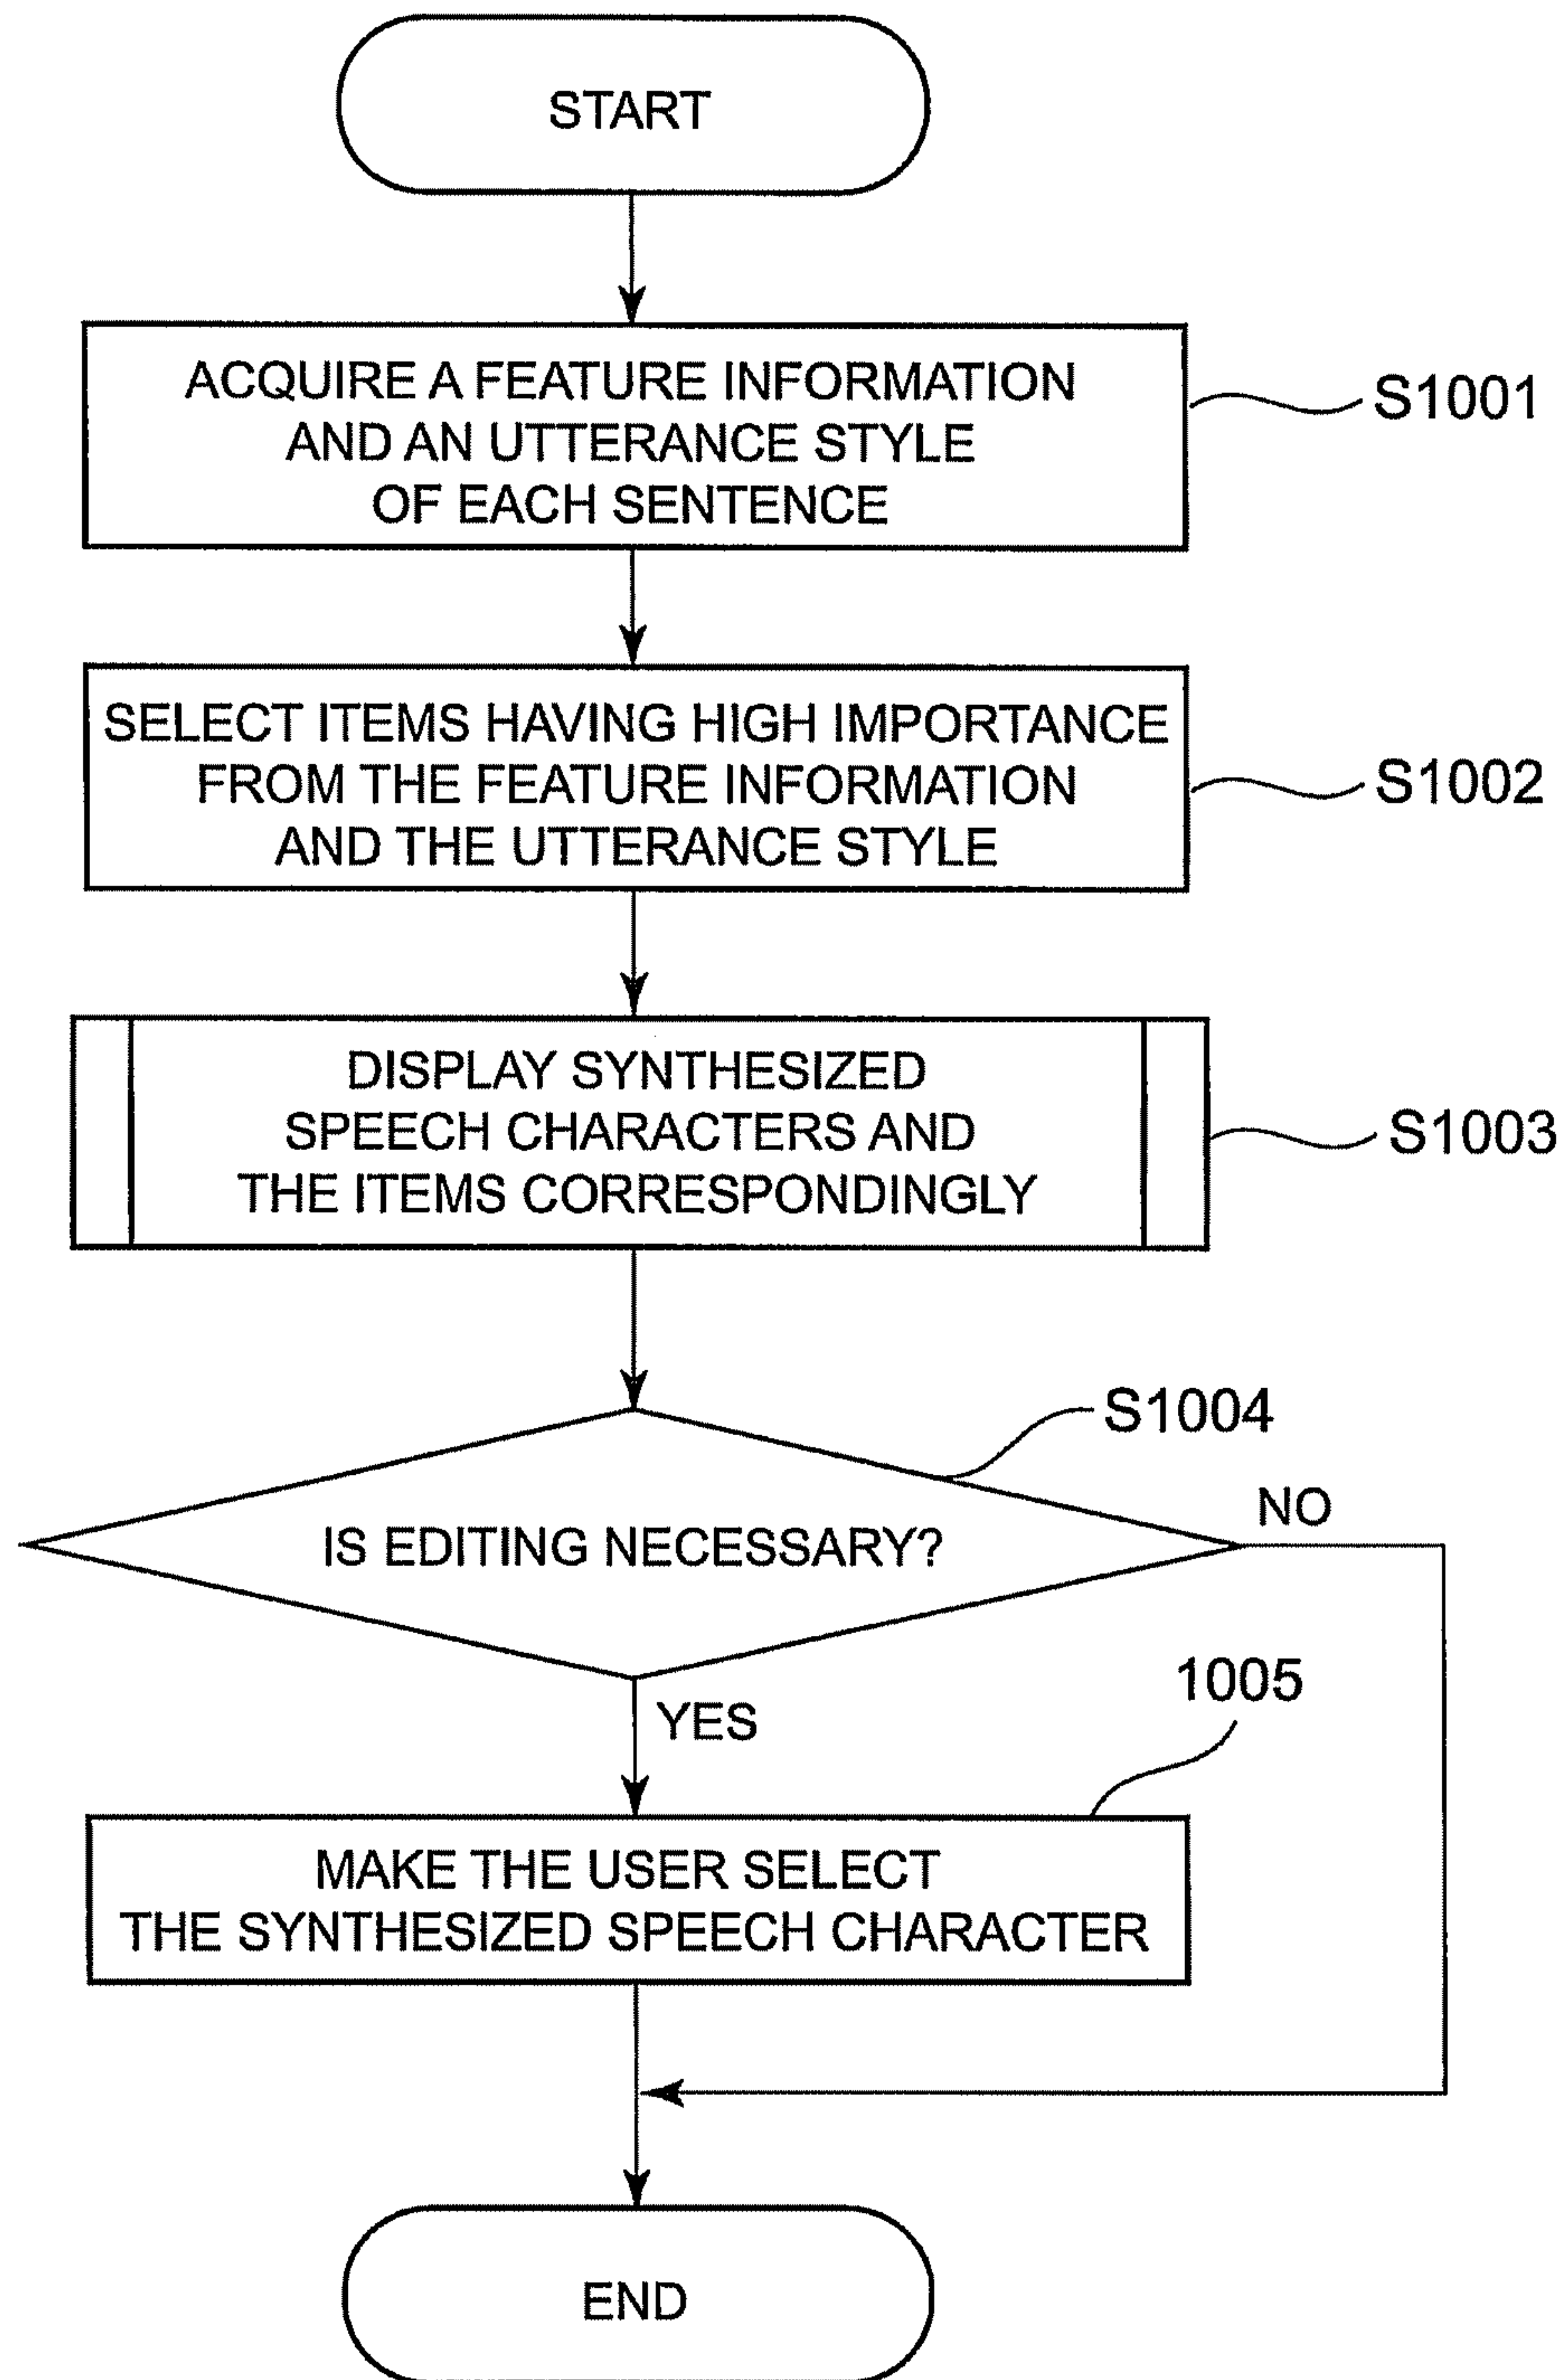 START
ACQUIRE A FEATURE INFORMATION
AND AN UTTERANCE STYLE
OF EACH SENTENCE
S1001
SELECT ITEMS HAVING HIGH IMPORTANCE
FROM THE FEATURE INFORMATION
AND THE UTTERANCE STYLE
S1002
DISPLAY SYNTHESIZED
SPEECH CHARACTERS AND
THE ITEMS CORRESPONDINGLY
S1003
S1004
IS EDITING NECESSARY?
NO
YES
1005
MAKE THE USER SELECT
THE SYNTHESIZED SPEECH CHARACTER
END